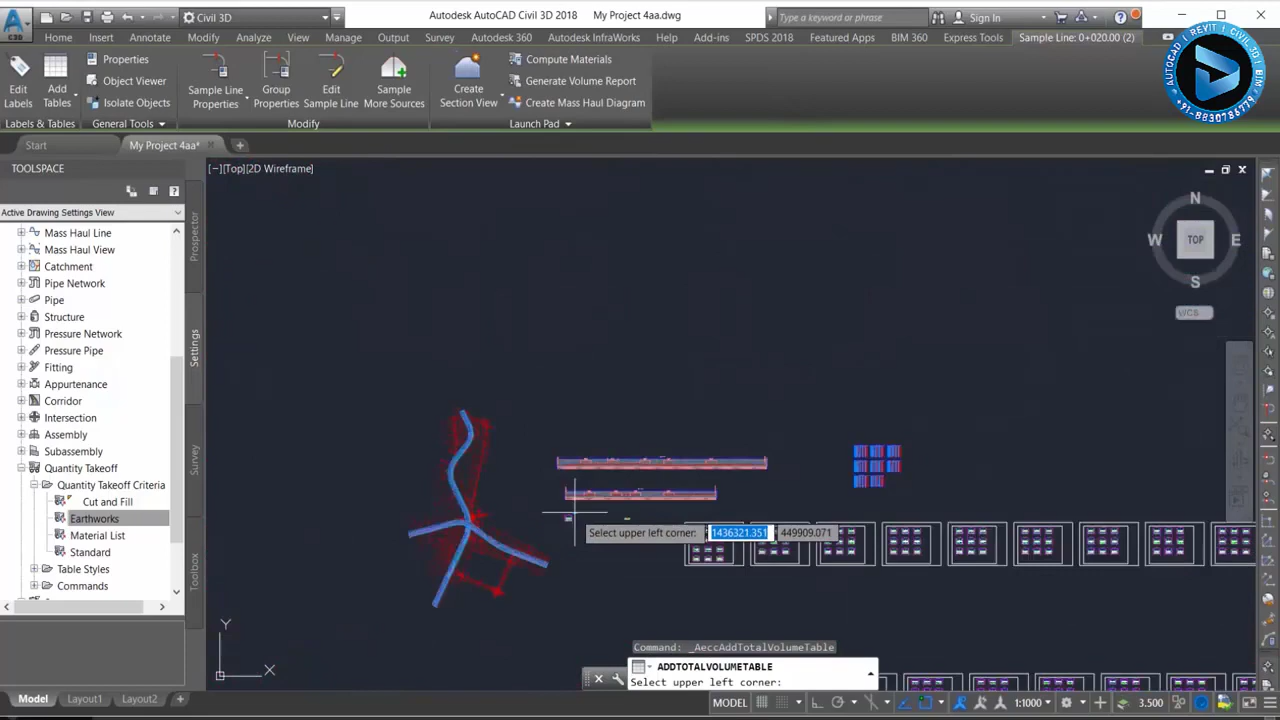 Civil 3D
Autodesk AutoCAD Civil 3D 2018 My Project 4aa.dwg
Type a keyword or phrase
Sign In
Home Insert Annotate Modify Analyze View Manage Output Survey Autodesk 360 Autodesk InfraWorks Help Add-ins SPDS 2018 Featured Apps BIM 360 Express Tools Sample Line: 0+020.00 (2)
AUTOCAD | REVIT | CIVIL 3D | BIM
+91-8830786779
Edit Labels
Add Tables
Properties
Object Viewer
Isolate Objects
Sample Line Properties
Group Properties
Edit Sample Line
Sample More Sources
Create Section View
Compute Materials
Generate Volume Report
Create Mass Haul Diagram
Labels & Tables General Tools Modify Launch Pad
Start My Project 4aa*
TOOLSPACE
[−][Top][2D Wireframe]
Active Drawing Settings View
Mass Haul Line
Mass Haul View
Catchment
Pipe Network
Pipe
Structure
Pressure Network
Pressure Pipe
Fitting
Appurtenance
Corridor
Intersection
Assembly
Subassembly
Quantity Takeoff
Quantity Takeoff Criteria
Cut and Fill
Earthworks
Material List
Standard
Table Styles
Commands
Prospector
Settings
Survey
Toolbox
N
W TOP E
S
WCS
Select upper left corner: 1436321.351 449909.071
Y
X
Command: _AeccAddTotalVolumeTable
ADDTOTALVOLUMETABLE
Select upper left corner:
Model Layout1 Layout2 +
MODEL 1:1000 3.500